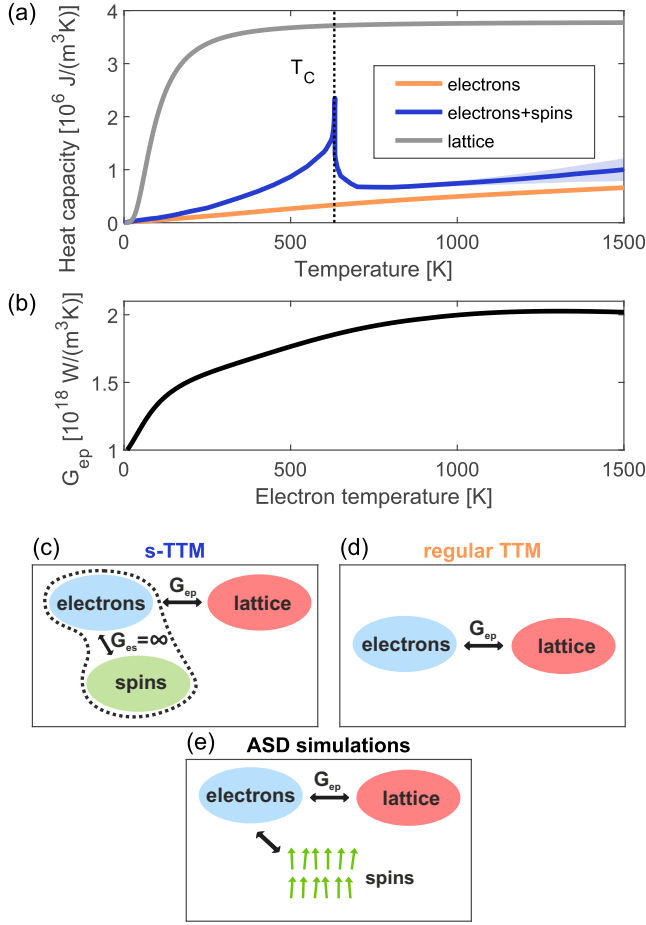 (a)
Heat capacity [10^6 J/(m^3K)]
4
3
2
1
0
T_C
electrons
electrons+spins
lattice
0
500
1000
1500
Temperature [K]
(b)
G_ep [10^18 W/(m^3K)]
2
1.5
1
0
500
1000
1500
Electron temperature [K]
(c)
s-TTM
electrons
G_ep
lattice
G_es=∞
spins
(d)
regular TTM
electrons
G_ep
lattice
(e)
ASD simulations
electrons
G_ep
lattice
spins